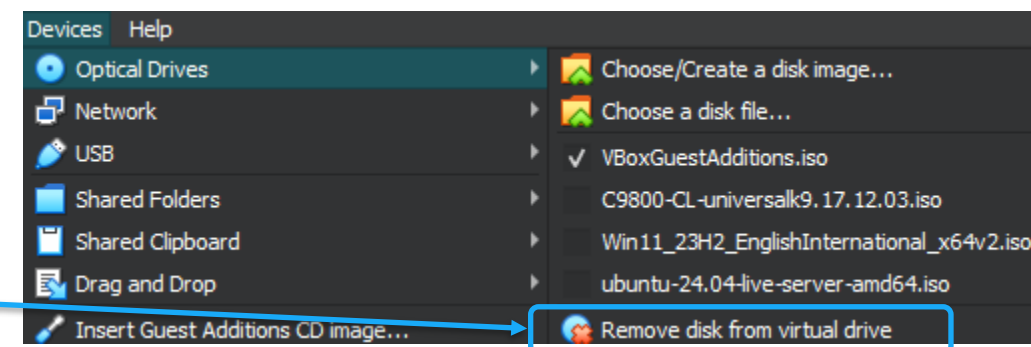 Devices Help
Optical Drives
Network
USB
Shared Folders
Shared Clipboard
Drag and Drop
Insert Guest Additions CD image...
Choose/Create a disk image...
Choose a disk file...
VBoxGuestAdditions.iso
C9800-CL-universalk9.17.12.03.iso
Win11_23H2_EnglishInternational_x64v2.iso
ubuntu-24.04-live-server-amd64.iso
Remove disk from virtual drive